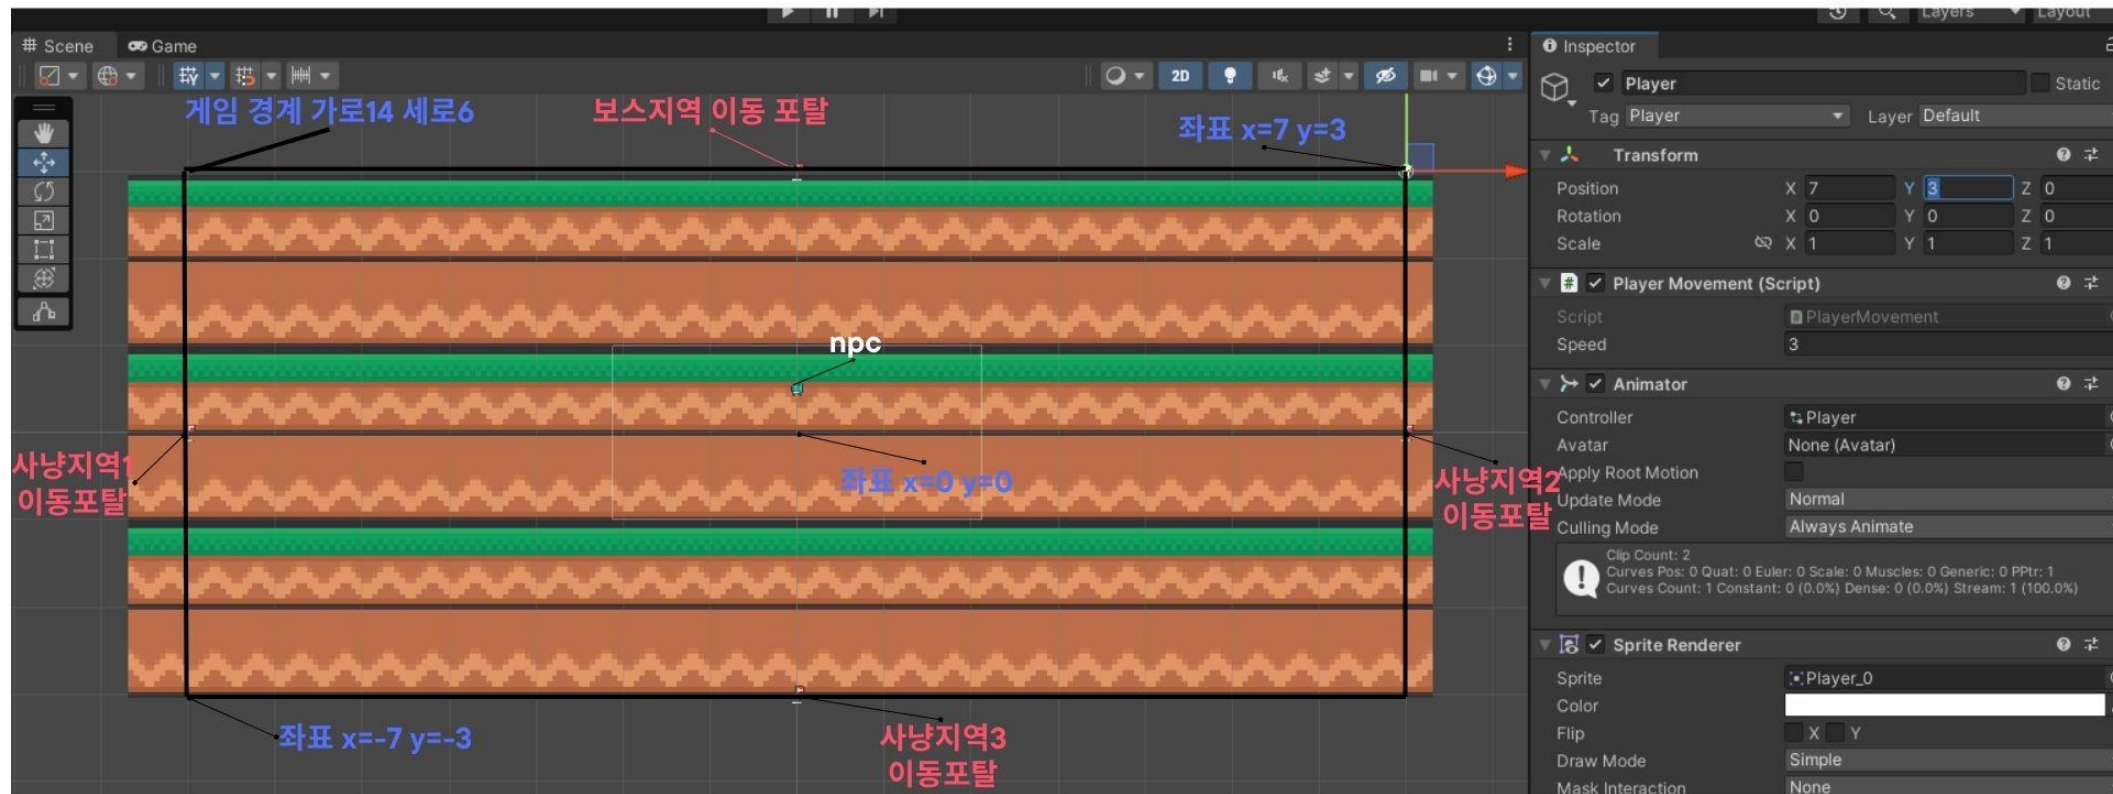 Layers
Layout
Scene
Game
2D
게임 경계 가로14 세로6
보스지역 이동 포탈
좌표 x=7 y=3
npc
사냥지역1
이동포탈
좌표 x=0 y=0
사냥지역2
이동포탈
좌표 x=-7 y=-3
사냥지역3
이동포탈
Inspector
Player
Static
Tag Player Layer Default
Transform
Position X 7 Y 3 Z 0
Rotation X 0 Y 0 Z 0
Scale X 1 Y 1 Z 1
# Player Movement (Script)
Script PlayerMovement
Speed 3
Animator
Controller Player
Avatar None (Avatar)
Apply Root Motion
Update Mode Normal
Culling Mode Always Animate
Clip Count: 2
Curves Pos: 0 Quat: 0 Euler: 0 Scale: 0 Muscles: 0 Generic: 0 PPtr: 1
Curves Count: 1 Constant: 0 (0.0%) Dense: 0 (0.0%) Stream: 1 (100.0%)
Sprite Renderer
Sprite Player_0
Color
Flip X Y
Draw Mode Simple
Mask Interaction None